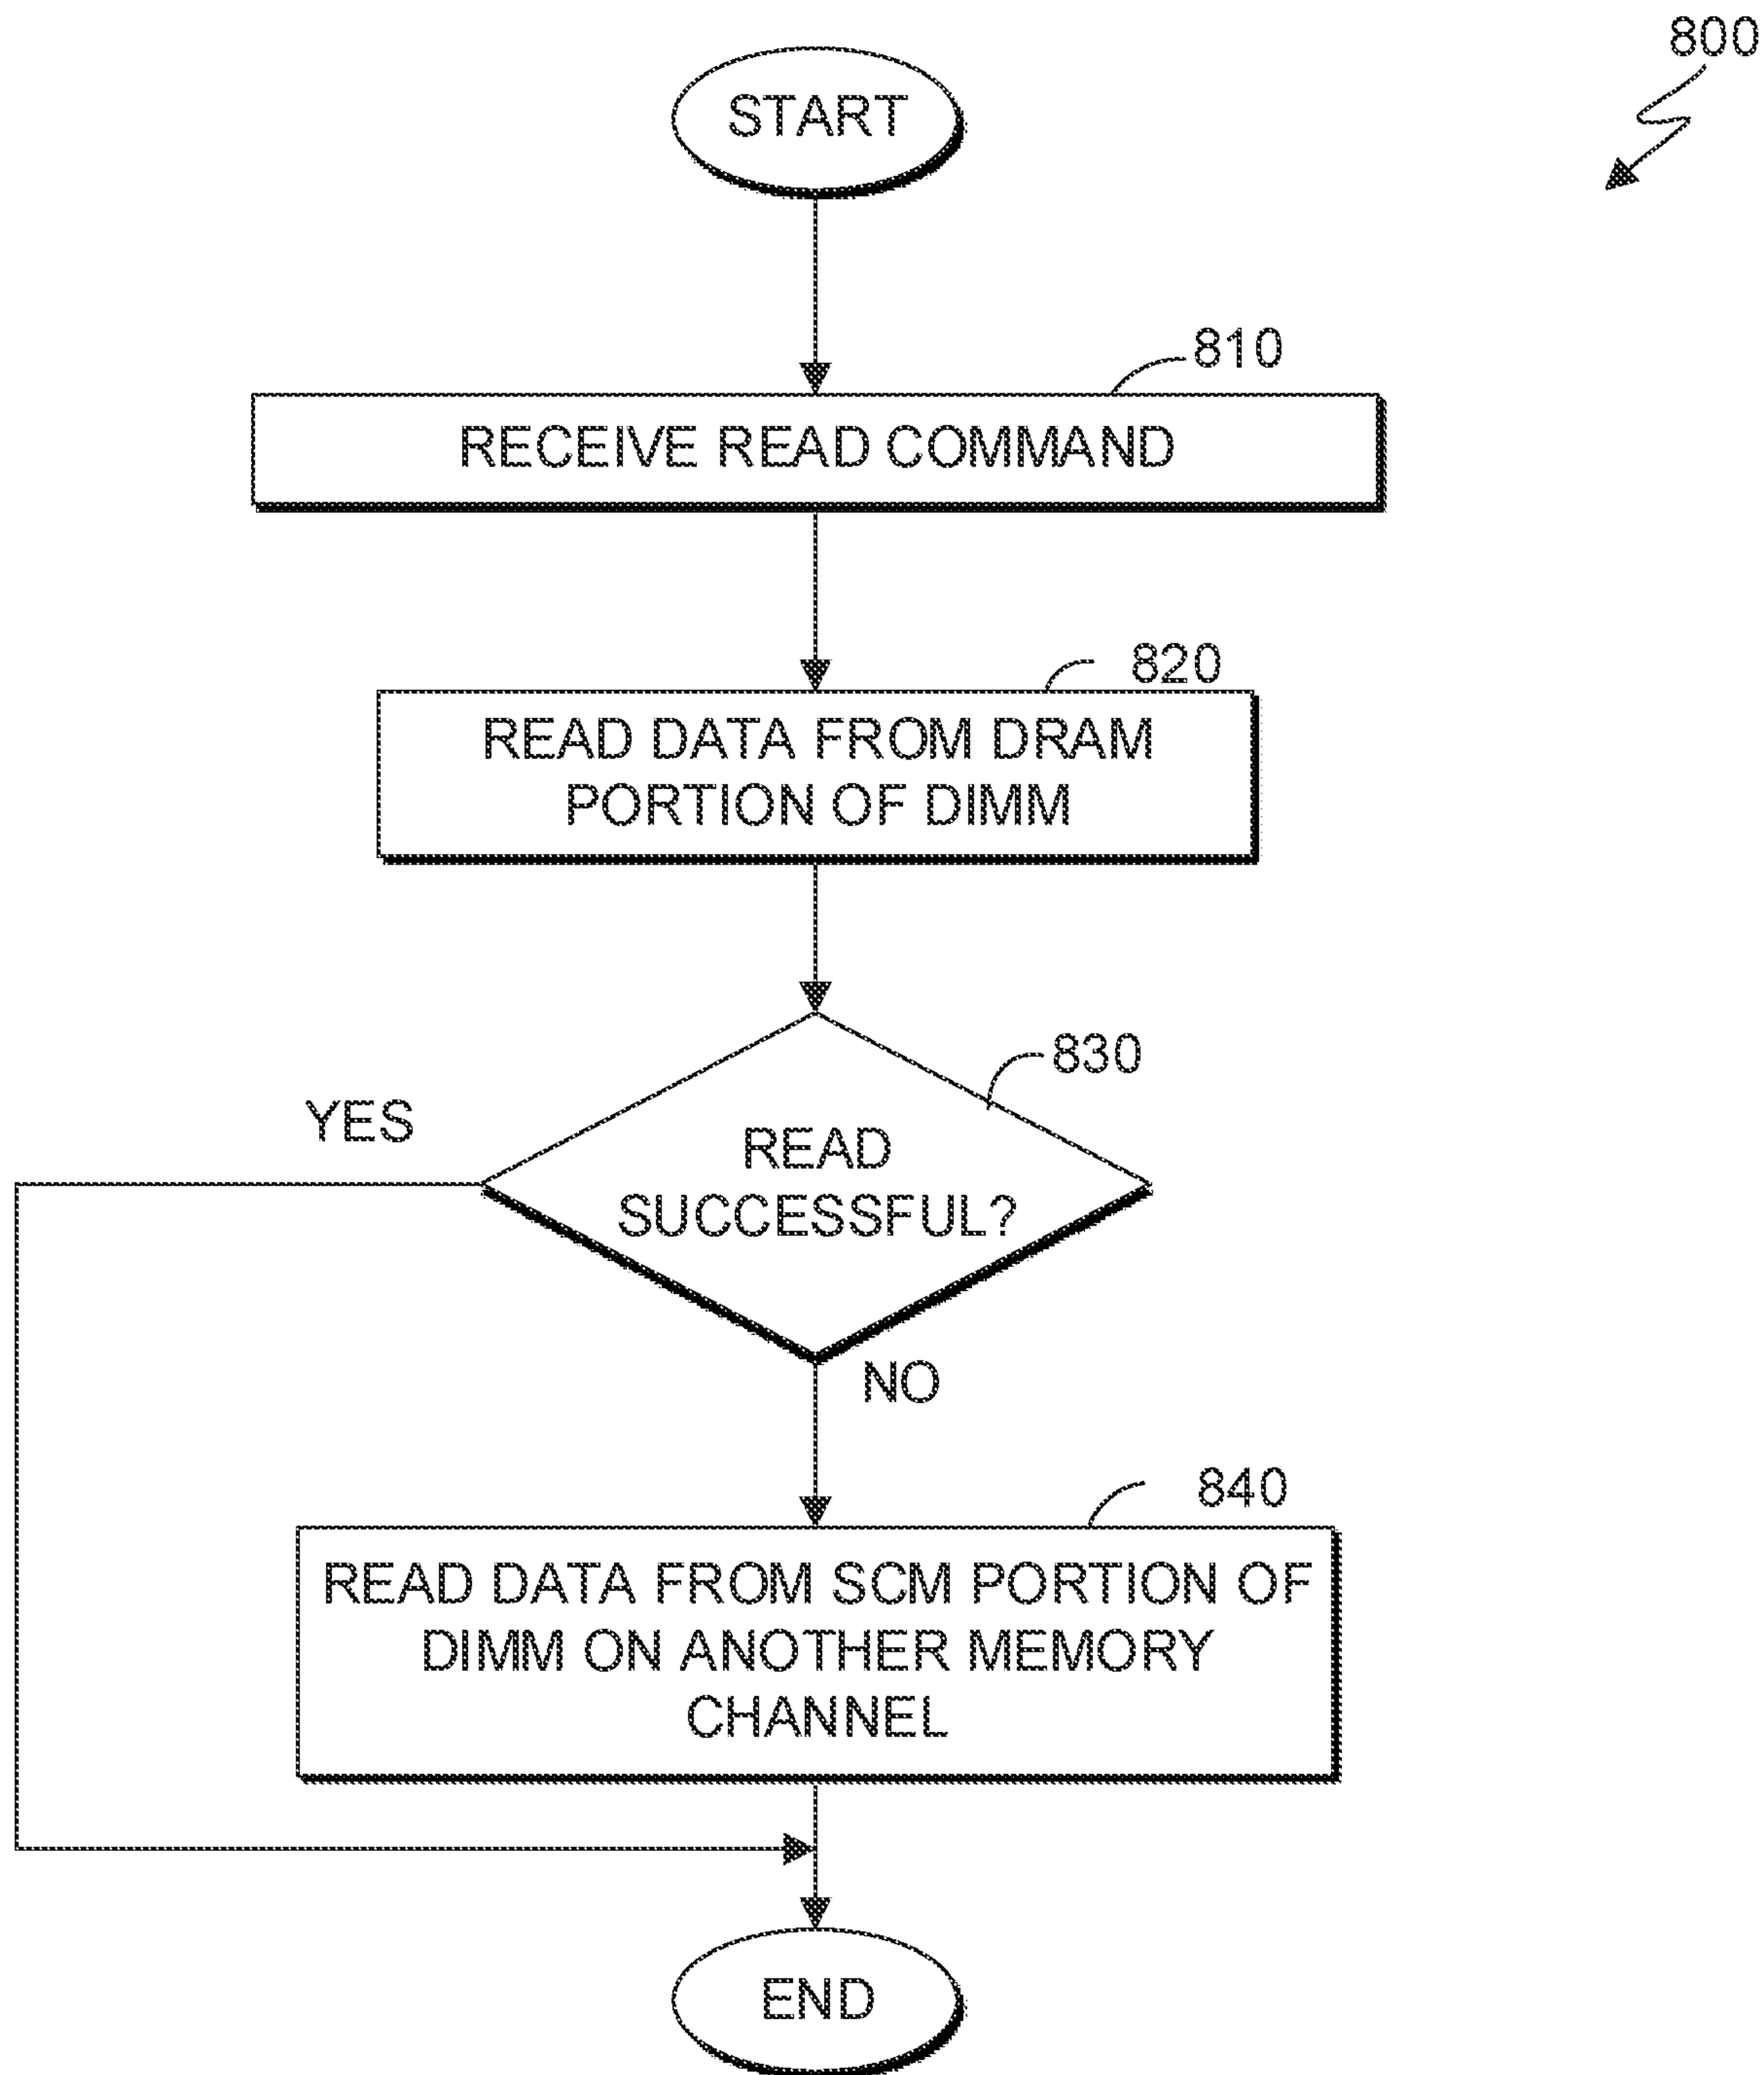 800
START
810
RECEIVE READ COMMAND
820
READ DATA FROM DRAM
PORTION OF DIMM
830
YES
READ
SUCCESSFUL?
NO
840
READ DATA FROM SCM PORTION OF
DIMM ON ANOTHER MEMORY
CHANNEL
END